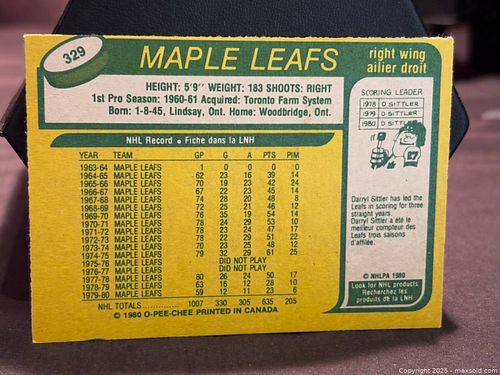 329
MAPLE LEAFS
right wing
ailier droit
HEIGHT: 5'9" WEIGHT: 183 SHOOTS: RIGHT
1st Pro Season: 1960-61 Acquired: Toronto Farm System
Born: 1-8-45, Lindsay, Ont. Home: Woodbridge, Ont.
SCORING LEADER
1978 D. SITTLER
1979 D. SITTLER
1980 D. SITTLER
NHL Record • Fiche dans la LNH
YEAR TEAM GP G A PTS PIM
1963-64 MAPLE LEAFS 1 0 0 0 0
1964-65 MAPLE LEAFS 62 23 16 39 14
1965-66 MAPLE LEAFS 70 19 23 42 24
1966-67 MAPLE LEAFS 67 22 23 45 14
1967-68 MAPLE LEAFS 74 28 20 48 8
1968-69 MAPLE LEAFS 72 25 21 46 12
1969-70 MAPLE LEAFS 76 35 19 54 14
1970-71 MAPLE LEAFS 78 24 29 53 10
1971-72 MAPLE LEAFS 78 23 24 47 17
1972-73 MAPLE LEAFS 78 22 29 51 22
1973-74 MAPLE LEAFS 70 23 25 48 12
1974-75 MAPLE LEAFS 79 32 29 61 25
1975-76 MAPLE LEAFS DID NOT PLAY
1976-77 MAPLE LEAFS DID NOT PLAY
1977-78 MAPLE LEAFS 80 26 24 50 17
1978-79 MAPLE LEAFS 63 16 12 28 10
1979-80 MAPLE LEAFS 59 12 11 23 6
NHL TOTALS 1007 330 305 635 205
© 1980 O-PEE-CHEE PRINTED IN CANADA
27
Darryl Sittler has led the
Leafs in scoring for three
straight years.
Darryl Sittler a été le
meilleur compteur des
Leafs trois saisons
d'affilée.
© NHLPA 1980
Look for NHL products
Recherchez les
produits de la LNH
Copyright 2025 - maxsold.com